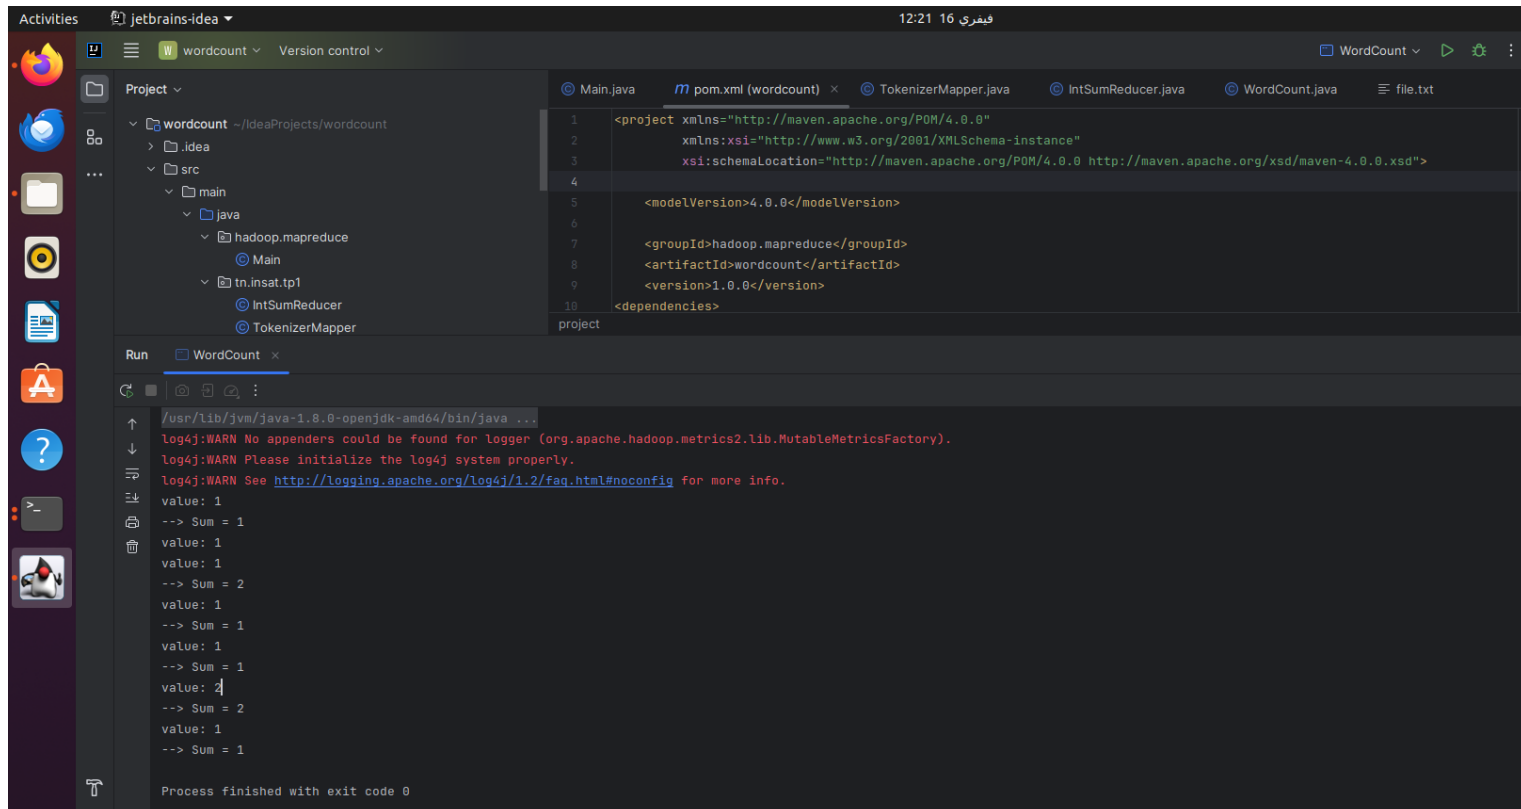 Activities
jetbrains-idea
12:21 16 فيفري
wordcount
Version control
WordCount
Project
wordcount ~/IdeaProjects/wordcount
.idea
src
main
java
hadoop.mapreduce
Main
tn.insat.tp1
IntSumReducer
TokenizerMapper
Main.java
pom.xml (wordcount)
TokenizerMapper.java
IntSumReducer.java
WordCount.java
file.txt
1 <project xmlns="http://maven.apache.org/POM/4.0.0"
2 xmlns:xsi="http://www.w3.org/2001/XMLSchema-instance"
3 xsi:schemaLocation="http://maven.apache.org/POM/4.0.0 http://maven.apache.org/xsd/maven-4.0.0.xsd">
4
5 <modelVersion>4.0.0</modelVersion>
6
7 <groupId>hadoop.mapreduce</groupId>
8 <artifactId>wordcount</artifactId>
9 <version>1.0.0</version>
10 <dependencies>
project
Run
WordCount
/usr/lib/jvm/java-1.8.0-openjdk-amd64/bin/java ...
log4j:WARN No appenders could be found for logger (org.apache.hadoop.metrics2.lib.MutableMetricsFactory).
log4j:WARN Please initialize the log4j system properly.
log4j:WARN See http://logging.apache.org/log4j/1.2/faq.html#noconfig for more info.
value: 1
--> Sum = 1
value: 1
value: 1
--> Sum = 2
value: 1
--> Sum = 1
value: 1
--> Sum = 1
value: 2
--> Sum = 2
value: 1
--> Sum = 1
Process finished with exit code 0